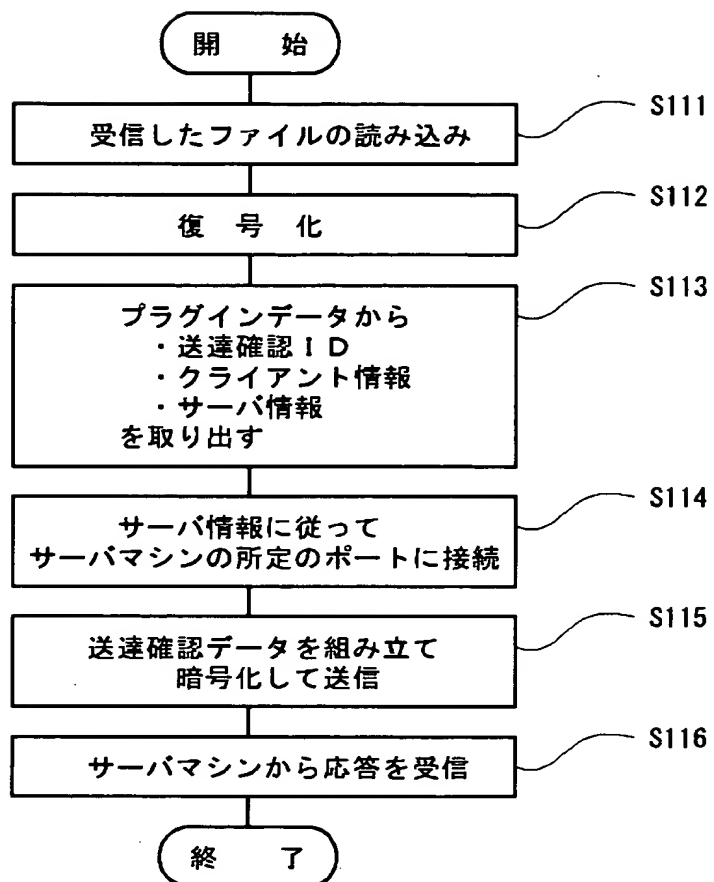 開 始
受信したファイルの読み込み
S111
復 号 化
S112
プラグインデータから
・送達確認ＩＤ
・クライアント情報
・サーバ情報
を取り出す
S113
サーバ情報に従って
サーバマシンの所定のポートに接続
S114
送達確認データを組み立て
暗号化して送信
S115
サーバマシンから応答を受信
S116
終 了